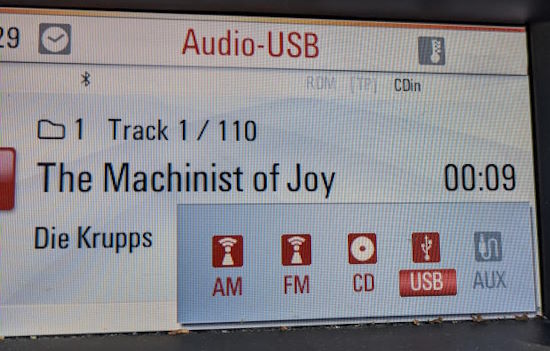 29 Audio-USB
RDM [TP] CDin
1 Track 1 / 110
The Machinist of Joy 00:09
Die Krupps
AM FM CD USB AUX